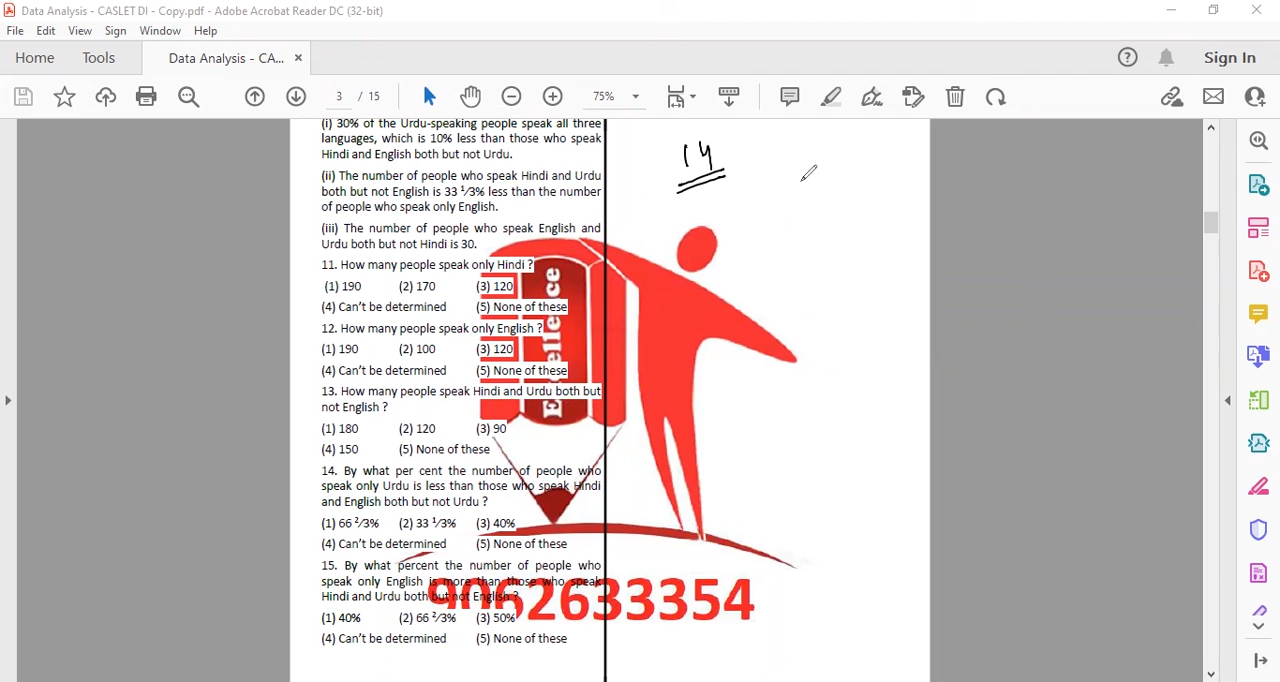 Data Analysis - CASLET DI - Copy.pdf - Adobe Acrobat Reader DC (32-bit)
File Edit View Sign Window Help
Home Tools Data Analysis - CA... × Sign In
3 / 15 75%
(i) 30% of the Urdu-speaking people speak all three
languages, which is 10% less than those who speak
Hindi and English both but not Urdu.
(ii) The number of people who speak Hindi and Urdu
both but not English is 33 ¹⁄3% less than the number
of people who speak only English.
(iii) The number of people who speak English and
Urdu both but not Hindi is 30.
11. How many people speak only Hindi ?
(1) 190 (2) 170 (3) 120
(4) Can't be determined (5) None of these
12. How many people speak only English ?
(1) 190 (2) 100 (3) 120
(4) Can't be determined (5) None of these
13. How many people speak Hindi and Urdu both but
not English ?
(1) 180 (2) 120 (3) 90
(4) 150 (5) None of these
14. By what per cent the number of people who
speak only Urdu is less than those who speak Hindi
and English both but not Urdu ?
(1) 66 ²⁄3% (2) 33 ¹⁄3% (3) 40%
(4) Can't be determined (5) None of these
15. By what percent the number of people who
speak only English is more than those who speak
Hindi and Urdu both but not English ?
(1) 40% (2) 66 ²⁄3% (3) 50%
(4) Can't be determined (5) None of these
14
Excellence
9062633354